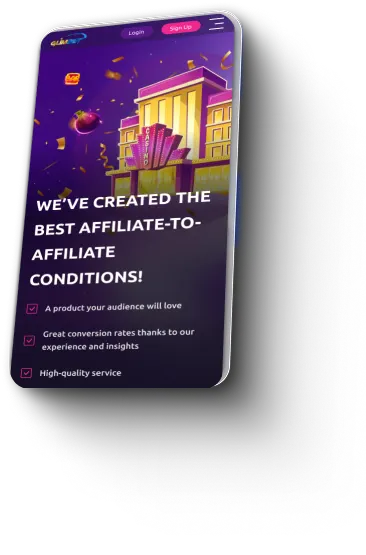 Login
Sign Up
CASINO
WE'VE CREATED THE
BEST AFFILIATE-TO-
AFFILIATE
CONDITIONS!
A product your audience will love
Great conversion rates thanks to our
experience and insights
High-quality service